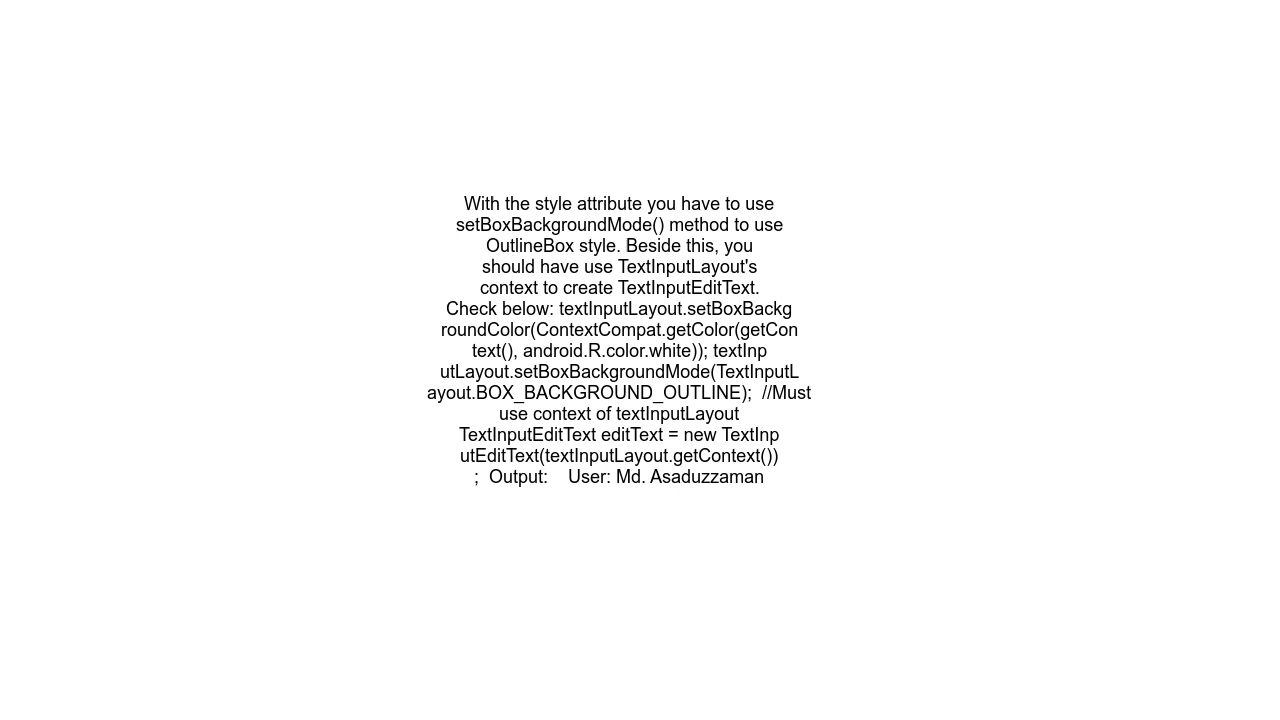 With the style attribute you have to use
setBoxBackgroundMode() method to use
OutlineBox style. Beside this, you
should have use TextInputLayout's
context to create TextInputEditText.
Check below: textInputLayout.setBoxBackg
roundColor(ContextCompat.getColor(getCon
text(), android.R.color.white)); textInp
utLayout.setBoxBackgroundMode(TextInputL
ayout.BOX_BACKGROUND_OUTLINE);  //Must
use context of textInputLayout
TextInputEditText editText = new TextInp
utEditText(textInputLayout.getContext())
;  Output:    User: Md. Asaduzzaman